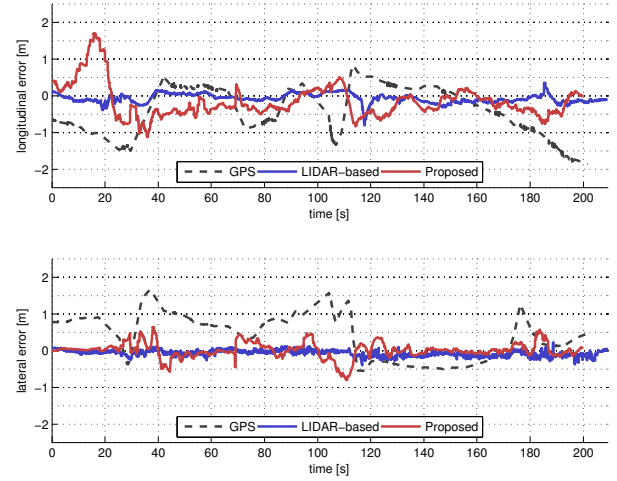 longitudinal error [m]
2
1
0
−1
−2
GPS LIDAR−based Proposed
0 20 40 60 80 100 120 140 160 180 200
time [s]
lateral error [m]
2
1
0
−1
−2
GPS LIDAR−based Proposed
0 20 40 60 80 100 120 140 160 180 200
time [s]